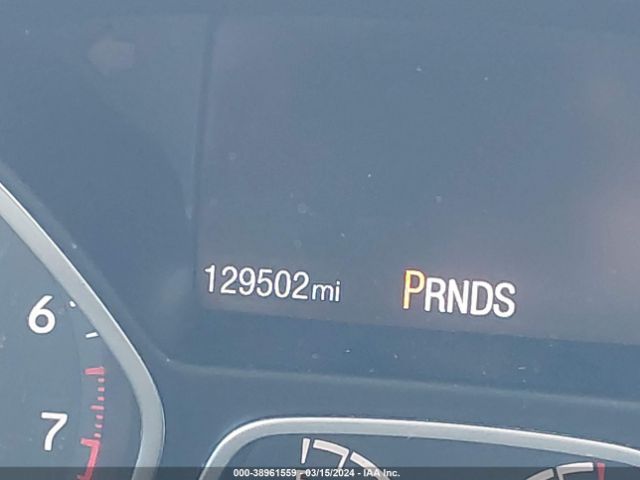 129502mi PRNDS
6
7
000-38961559 - 03/15/2024 - IAA Inc.